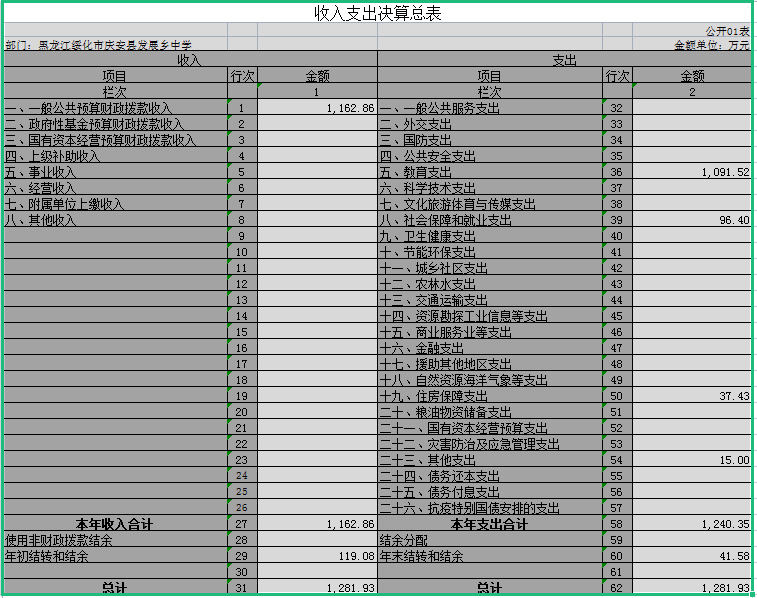 收入支出决算总表
公开01表
部门：黑龙江绥化市庆安县发展乡中学 金额单位：万元
收入 支出
项目 行次 金额 项目 行次 金额
栏次 1 栏次 2
一、一般公共预算财政拨款收入 1 1,162.86 一、一般公共服务支出 32
二、政府性基金预算财政拨款收入 2 二、外交支出 33
三、国有资本经营预算财政拨款收入 3 三、国防支出 34
四、上级补助收入 4 四、公共安全支出 35
五、事业收入 5 五、教育支出 36 1,091.52
六、经营收入 6 六、科学技术支出 37
七、附属单位上缴收入 7 七、文化旅游体育与传媒支出 38
八、其他收入 8 八、社会保障和就业支出 39 96.40
9 九、卫生健康支出 40
10 十、节能环保支出 41
11 十一、城乡社区支出 42
12 十二、农林水支出 43
13 十三、交通运输支出 44
14 十四、资源勘探工业信息等支出 45
15 十五、商业服务业等支出 46
16 十六、金融支出 47
17 十七、援助其他地区支出 48
18 十八、自然资源海洋气象等支出 49
19 十九、住房保障支出 50 37.43
20 二十、粮油物资储备支出 51
21 二十一、国有资本经营预算支出 52
22 二十二、灾害防治及应急管理支出 53
23 二十三、其他支出 54 15.00
24 二十四、债务还本支出 55
25 二十五、债务付息支出 56
26 二十六、抗疫特别国债安排的支出 57
本年收入合计 27 1,162.86 本年支出合计 58 1,240.35
使用非财政拨款结余 28 结余分配 59
年初结转和结余 29 119.08 年末结转和结余 60 41.58
30 61
总计 31 1,281.93 总计 62 1,281.93